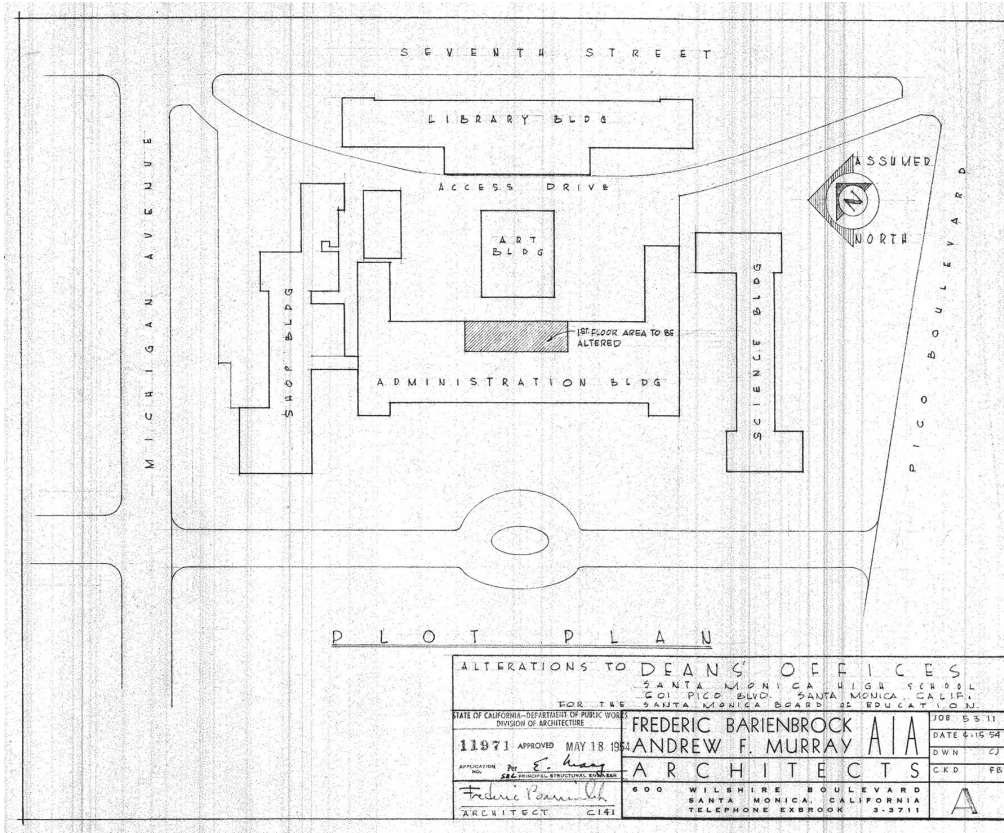 SEVENTH STREET
LIBRARY BLDG
ACCESS DRIVE
MICHIGAN AVENUE
ASSUMED
N
NORTH
PICO BOULEVARD
ART
BLDG
SHOP BLDG
1ST FLOOR AREA TO BE
ALTERED
ADMINISTRATION BLDG
SCIENCE BLDG
PLOT PLAN
ALTERATIONS TO DEANS' OFFICES
SANTA MONICA HIGH SCHOOL
601 PICO BLVD. SANTA MONICA, CALIF.
FOR THE SANTA MONICA BOARD OF EDUCATION.
STATE OF CALIFORNIA—DEPARTMENT OF PUBLIC WORKS
DIVISION OF ARCHITECTURE
11971 APPROVED MAY 18 1954
APPLICATION NO.
Per
PRINCIPAL STRUCTURAL ENGINEER
ARCHITECT C141
FREDERIC BARIENBROCK
ANDREW F. MURRAY
AIA
ARCHITECTS
600 WILSHIRE BOULEVARD
SANTA MONICA, CALIFORNIA
TELEPHONE EXBROOK 3-3711
JOB 5311
DATE 4·15·54
DWN CJ
CKD FB
A